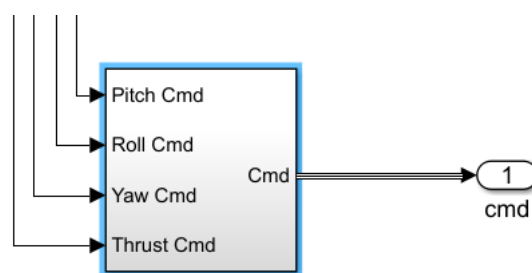 Pitch Cmd
Roll Cmd
Cmd
1
Yaw Cmd
cmd
Thrust Cmd